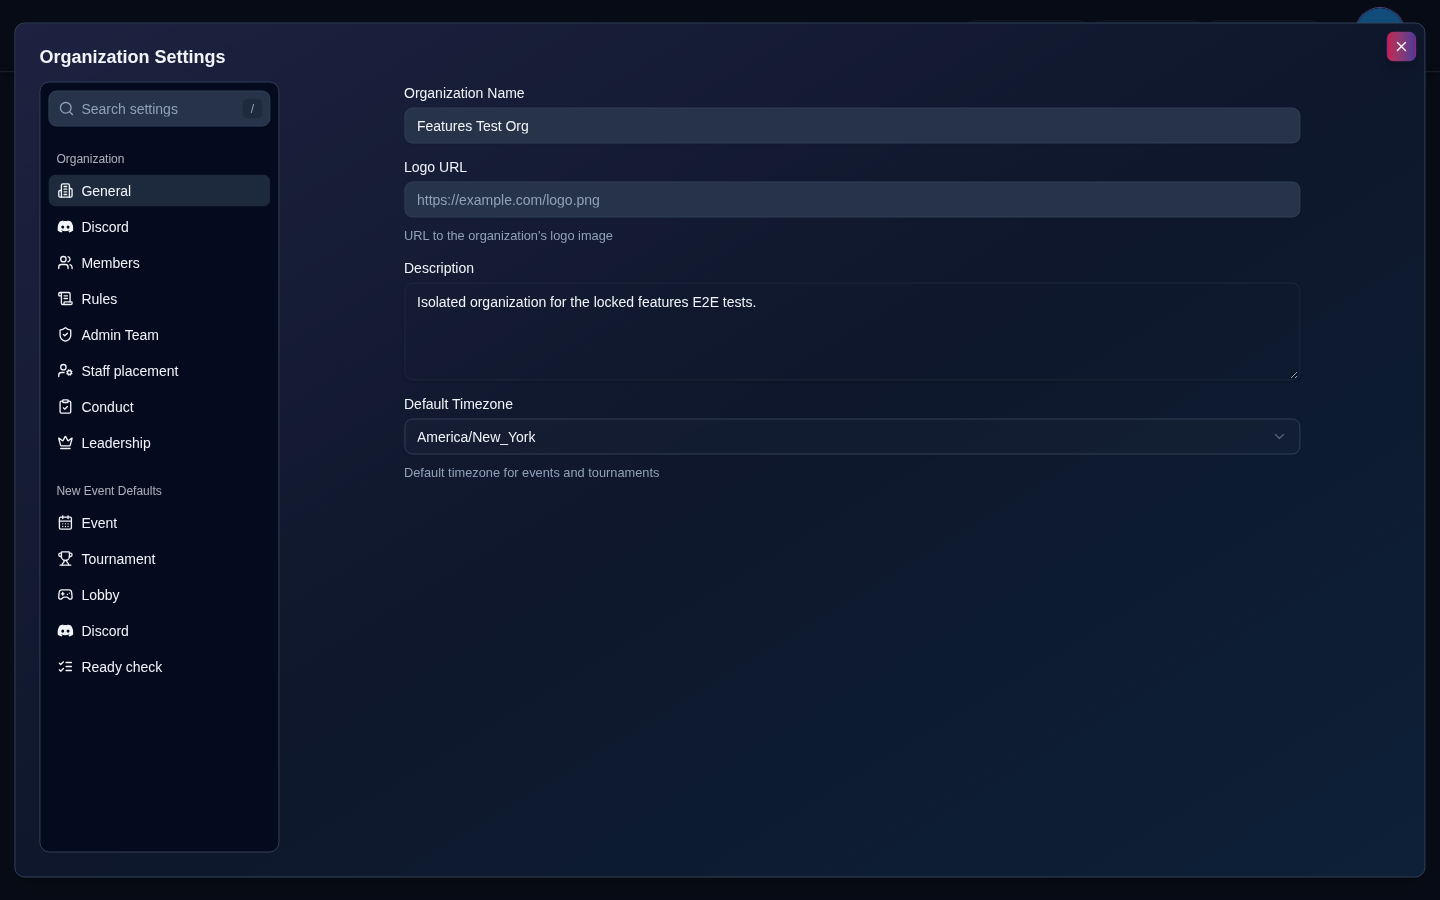 Organization Settings
Search settings /
Organization
General
Discord
Members
Rules
Admin Team
Staff placement
Conduct
Leadership
New Event Defaults
Event
Tournament
Lobby
Discord
Ready check
Organization Name
Features Test Org
Logo URL
https://example.com/logo.png
URL to the organization's logo image
Description
Isolated organization for the locked features E2E tests.
Default Timezone
America/New_York
Default timezone for events and tournaments